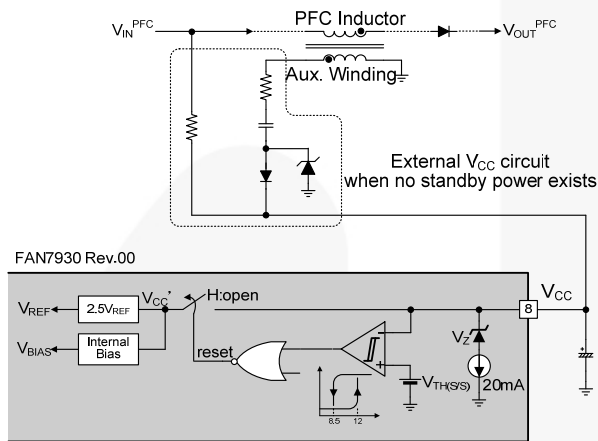 PFC Inductor
V_IN^PFC
V_OUT^PFC
Aux. Winding
External V_CC circuit
when no standby power exists
FAN7930 Rev.00
H:open
V_CC'
V_CC
8
V_REF
2.5V_REF
V_Z
Internal
Bias
V_BIAS
reset
V_TH(S/S)
20mA
8.5 12